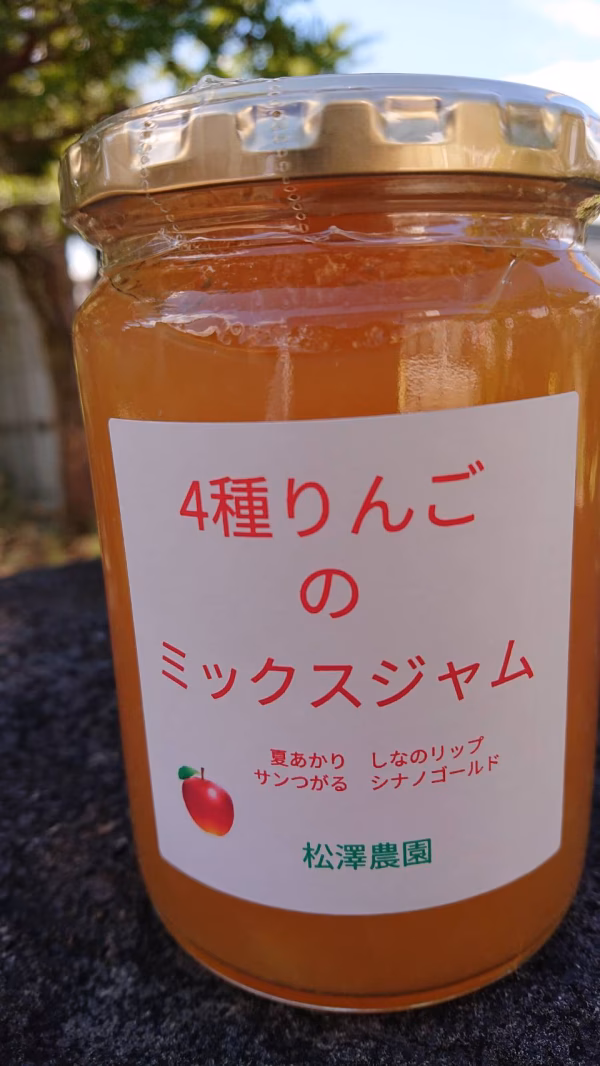 4種りんご
の
ミックスジャム
夏あかり　しなのリップ
サンつがる　シナノゴールド
松澤農園